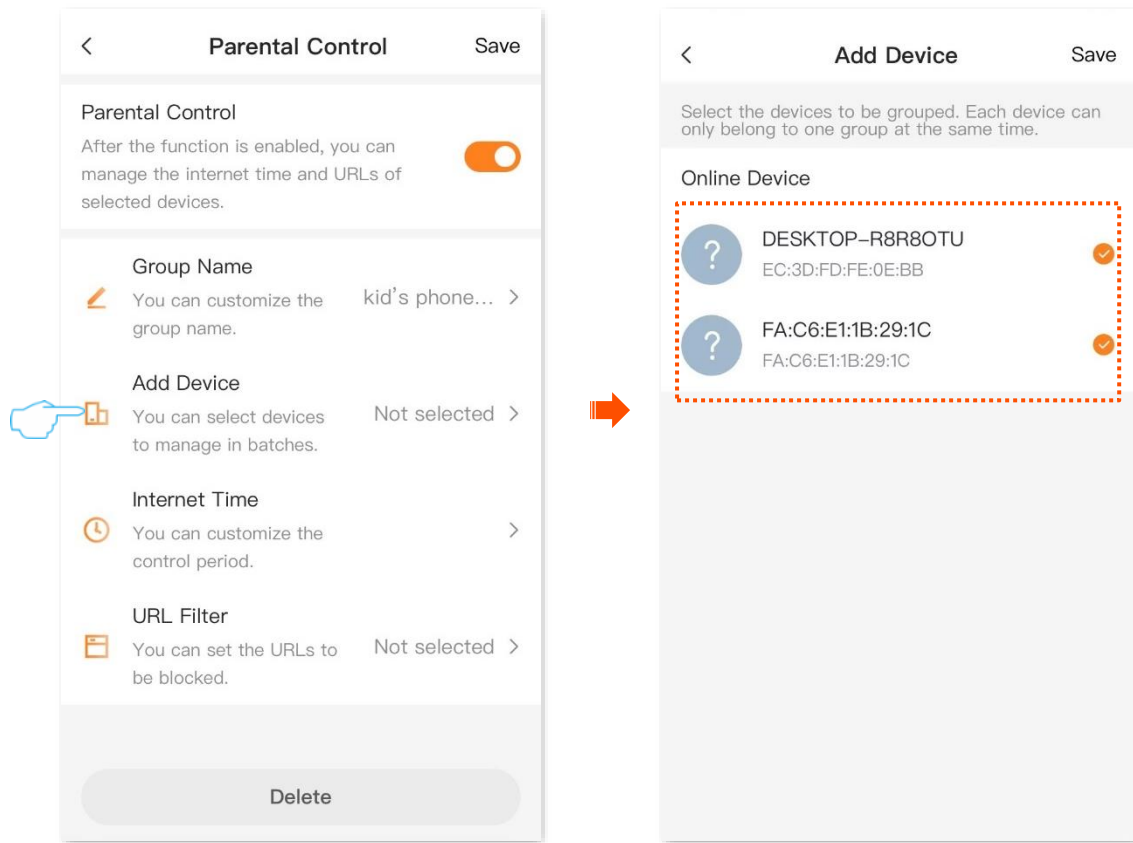 Parental Control Save
Parental Control
After the function is enabled, you can
manage the internet time and URLs of
selected devices.
Group Name
You can customize the
group name.
kid's phone...
Add Device
You can select devices
to manage in batches.
Not selected
Internet Time
You can customize the
control period.
URL Filter
You can set the URLs to
be blocked.
Not selected
Delete
Add Device Save
Select the devices to be grouped. Each device can
only belong to one group at the same time.
Online Device
DESKTOP-R8R8OTU
EC:3D:FD:FE:0E:BB
FA:C6:E1:1B:29:1C
FA:C6:E1:1B:29:1C